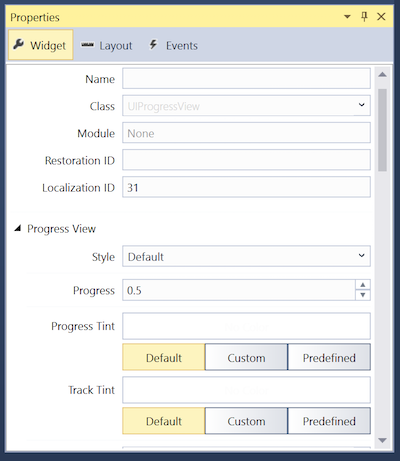 Properties
Widget Layout Events
Name
Class UIProgressView
Module None
Restoration ID
Localization ID 31
Progress View
Style Default
Progress 0.5
Progress Tint
Default Custom Predefined
Track Tint
Default Custom Predefined